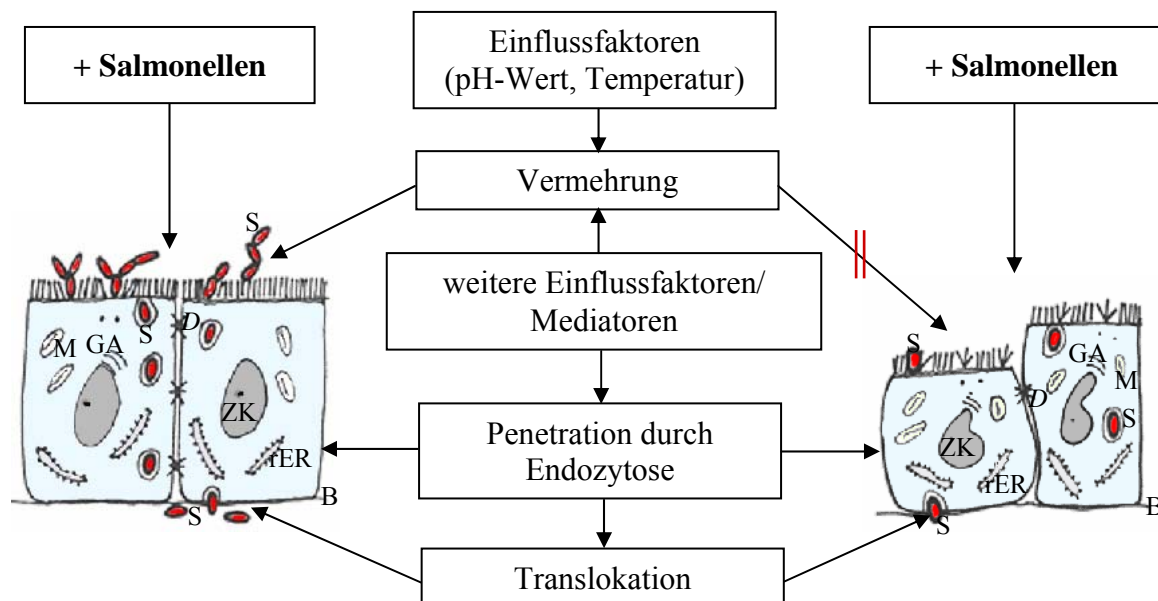 + Salmonellen
Einflussfaktoren
(pH-Wert, Temperatur)
+ Salmonellen
Vermehrung
weitere Einflussfaktoren/
Mediatoren
Penetration durch
Endozytose
Translokation
S
D
S
M
GA
ZK
rER
B
S
S
GA
M
D
S
ZK
rER
B
S